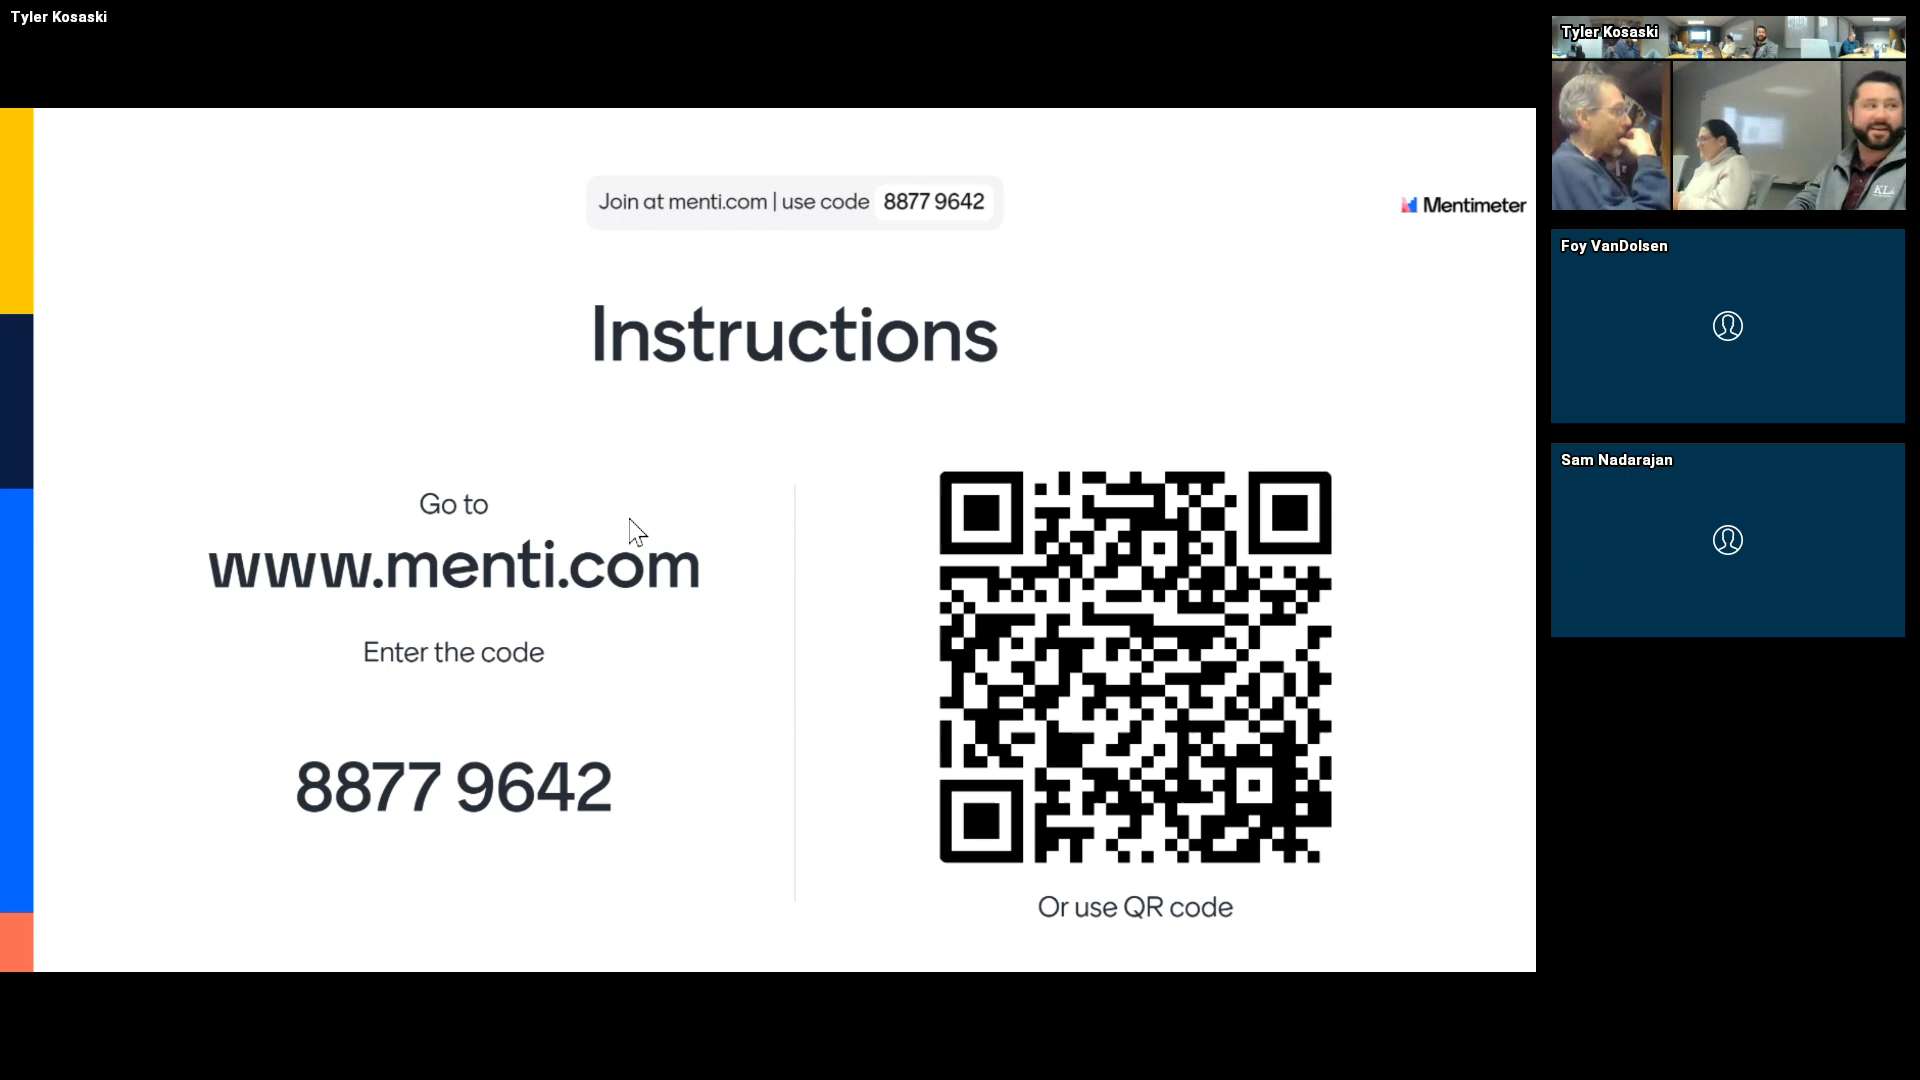 Tyler Kosaski
Join at menti.com | use code 8877 9642
Mentimeter
Instructions
Go to
www.menti.com
Enter the code
8877 9642
Or use QR code
Tyler Kosaski
Foy VanDolsen
Sam Nadarajan